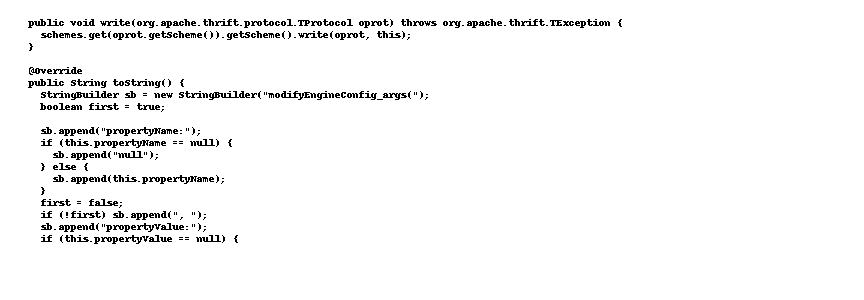 public void write(org.apache.thrift.protocol.TProtocol oprot) throws org.apache.thrift.TException {
  schemes.get(oprot.getScheme()).getScheme().write(oprot, this);
}

@Override
public String toString() {
  StringBuilder sb = new StringBuilder("modifyEngineConfig_args(");
  boolean first = true;

  sb.append("propertyName:");
  if (this.propertyName == null) {
    sb.append("null");
  } else {
    sb.append(this.propertyName);
  }
  first = false;
  if (!first) sb.append(", ");
  sb.append("propertyValue:");
  if (this.propertyValue == null) {